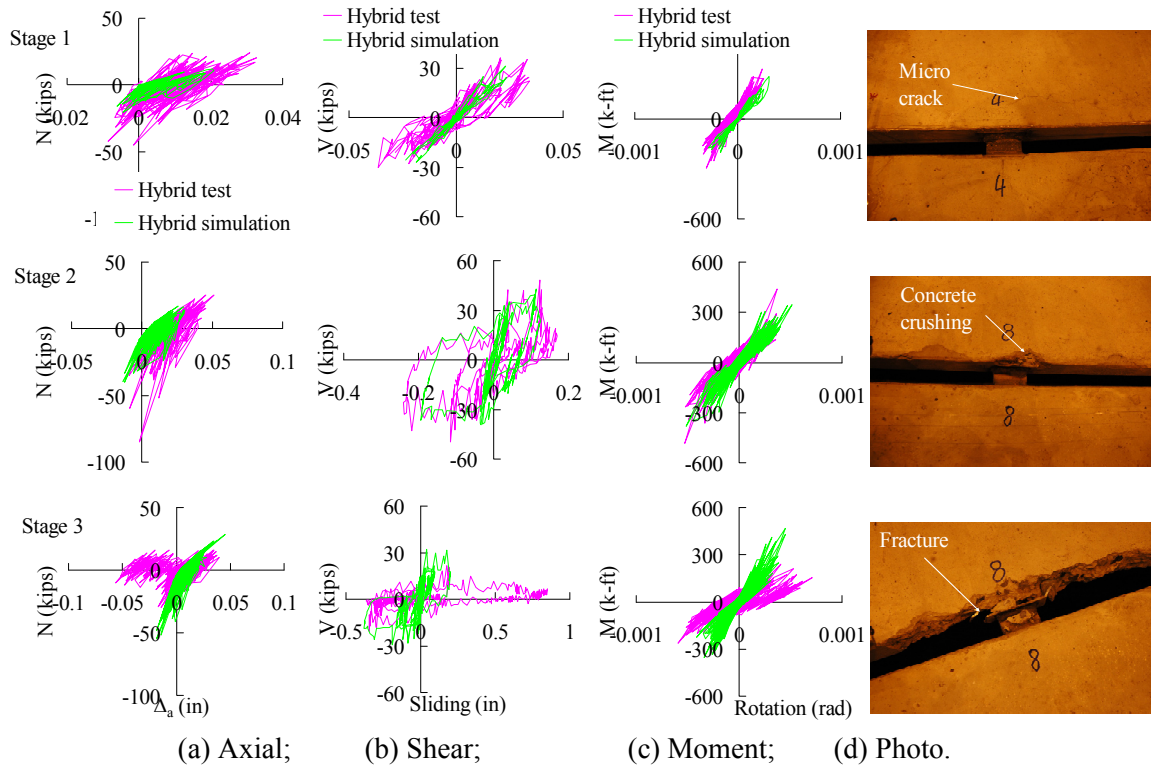 Hybrid test
Hybrid simulation
Hybrid test
Hybrid simulation
Stage 1
N (kips)
50
0
-50
-0.02
0
0.02
0.04
Hybrid test
Hybrid simulation
V (kips)
60
30
0
-30
-60
-0.05
0
0.05
M (k-ft)
600
300
0
-300
-600
-0.001
0
0.001
Micro
crack
4
4
Stage 2
N (kips)
50
0
-50
-100
-0.05
0
0.05
0.1
V (kips)
60
30
0
-30
-60
-0.4
-0.2
0
0.2
M (k-ft)
600
300
0
-300
-600
-0.001
0
0.001
Concrete
crushing
8
8
Stage 3
N (kips)
50
0
-50
-100
-0.1
-0.05
0
0.05
0.1
Δa (in)
V (kips)
60
30
0
-30
-60
-0.5
0
0.5
1
Sliding (in)
M (k-ft)
600
300
0
-300
-600
-0.001
0
0.001
Rotation (rad)
Fracture
8
8
(a) Axial; (b) Shear; (c) Moment; (d) Photo.